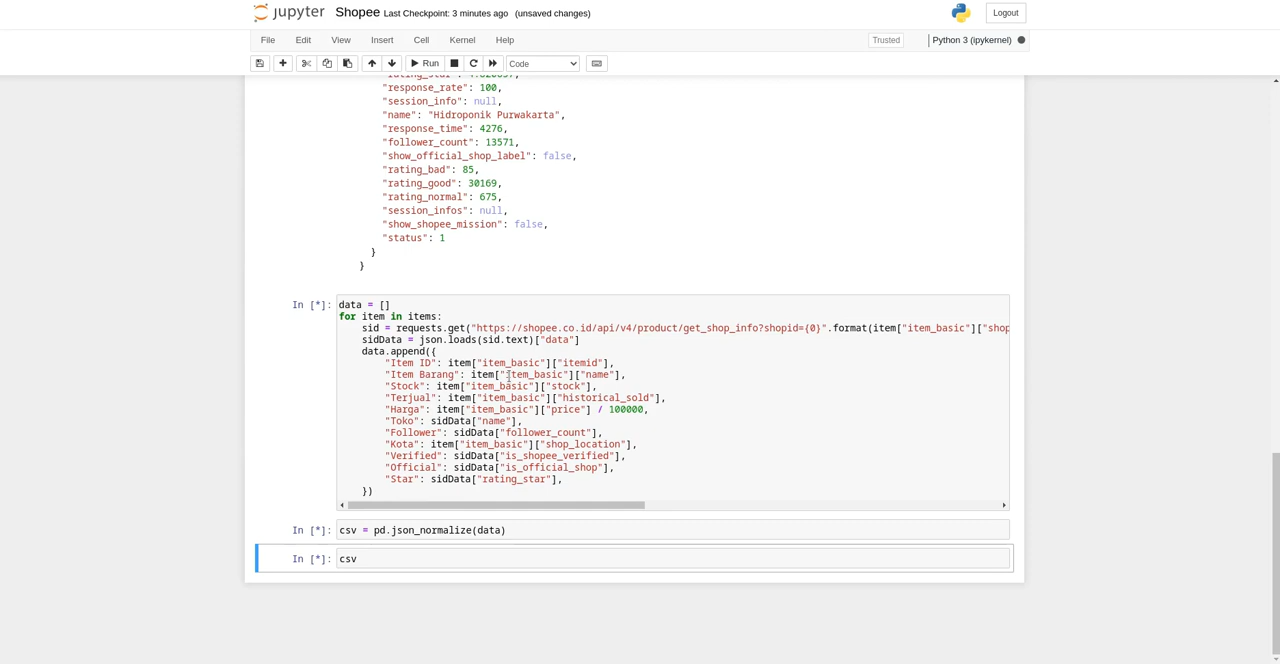 jupyter Shopee Last Checkpoint: 3 minutes ago (unsaved changes)
Logout
File Edit View Insert Cell Kernel Help
Trusted Python 3 (ipykernel)
Run Code
"response_rate": 100,
"session_info": null,
"name": "Hidroponik Purwakarta",
"response_time": 4276,
"follower_count": 13571,
"show_official_shop_label": false,
"rating_bad": 85,
"rating_good": 30169,
"rating_normal": 675,
"session_infos": null,
"show_shopee_mission": false,
"status": 1
}
}
In [*]:
data = []
for item in items:
sid = requests.get("https://shopee.co.id/api/v4/product/get_shop_info?shopid={0}".format(item["item_basic"]["shop
sidData = json.loads(sid.text)["data"]
data.append({
"Item ID": item["item_basic"]["itemid"],
"Item Barang": item["item_basic"]["name"],
"Stock": item["item_basic"]["stock"],
"Terjual": item["item_basic"]["historical_sold"],
"Harga": item["item_basic"]["price"] / 100000,
"Toko": sidData["name"],
"Follower": sidData["follower_count"],
"Kota": item["item_basic"]["shop_location"],
"Verified": sidData["is_shopee_verified"],
"Official": sidData["is_official_shop"],
"Star": sidData["rating_star"],
})
In [*]: csv = pd.json_normalize(data)
In [*]: csv